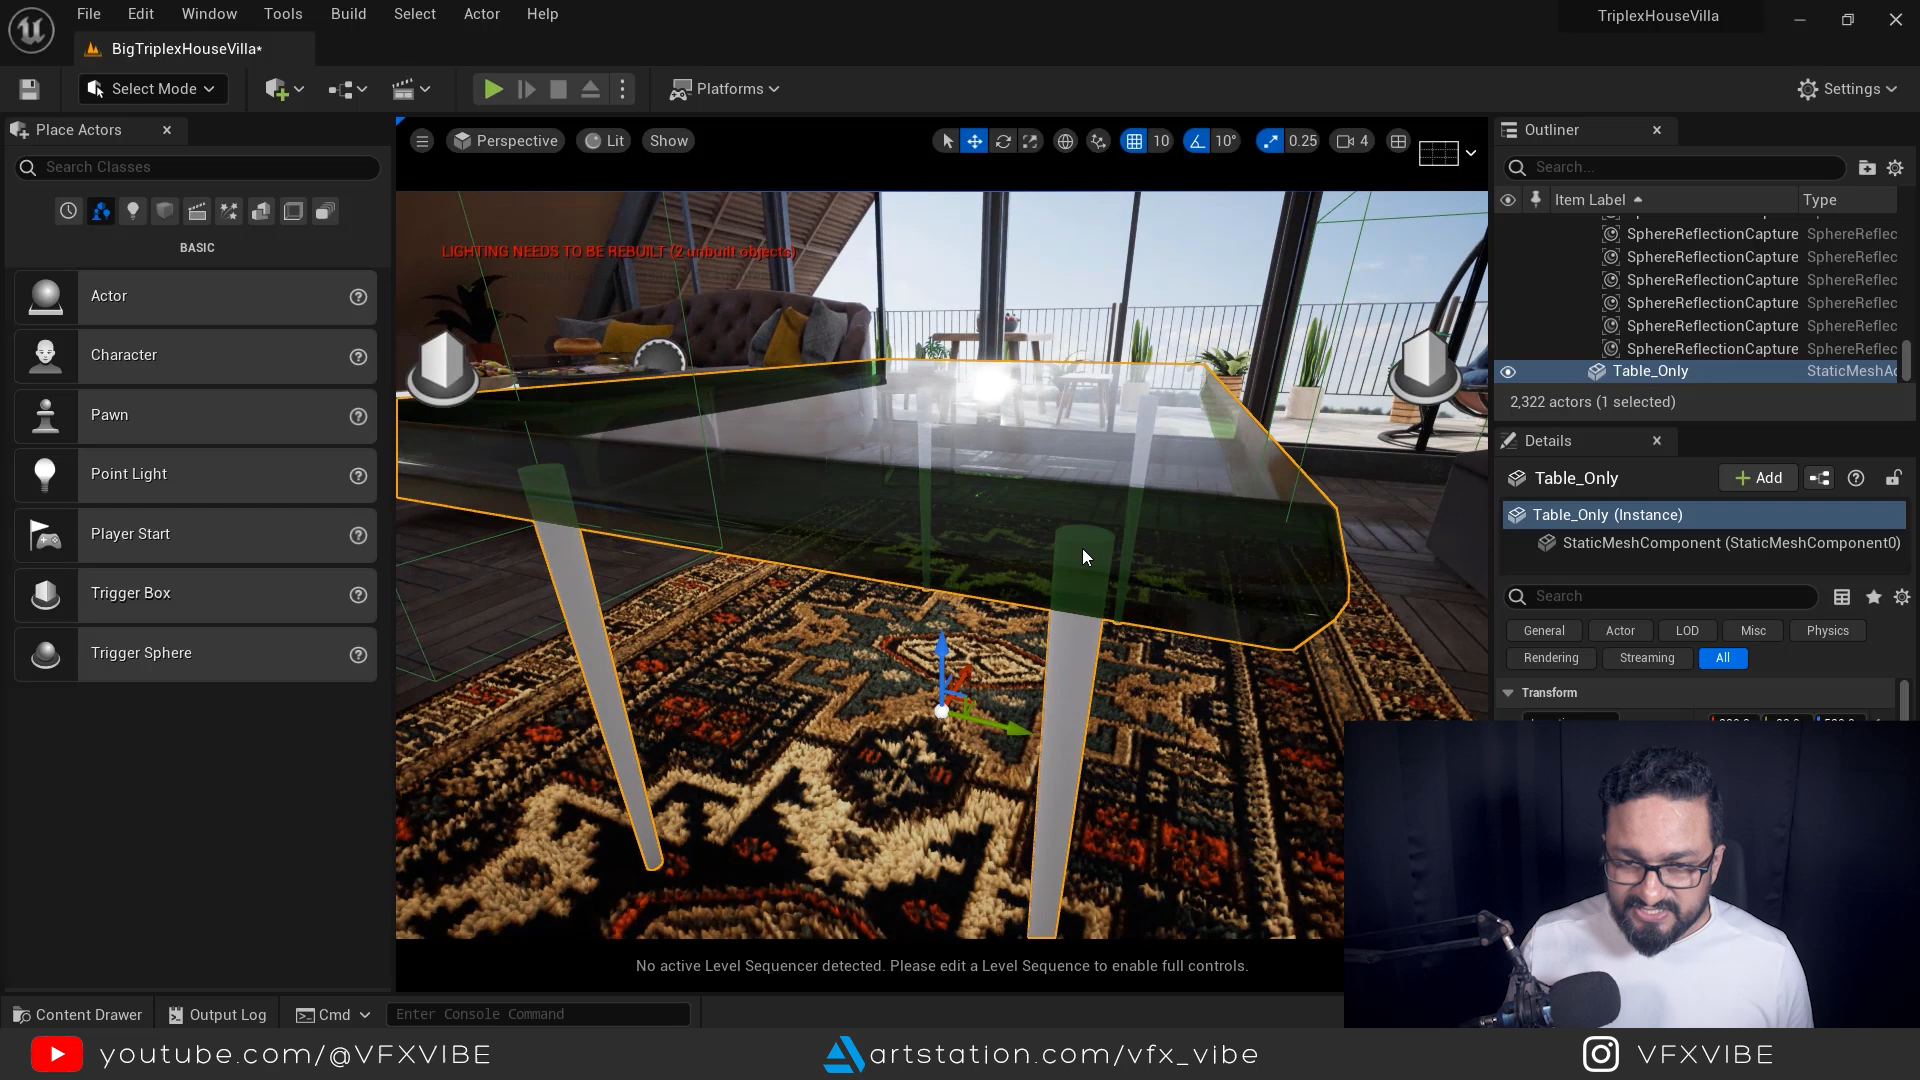 File Edit Window Tools Build Select Actor Help
TriplexHouseVilla
BigTriplexHouseVilla*
Select Mode
Platforms
Settings
Place Actors
Search Classes
BASIC
Actor
Character
Pawn
Point Light
Player Start
Trigger Box
Trigger Sphere
Perspective
Lit
Show
10
10°
0.25
4
LIGHTING NEEDS TO BE REBUILT (2 unbuilt objects)
No active Level Sequencer detected. Please edit a Level Sequence to enable full controls.
Outliner
Search...
Item Label
Type
SphereReflectionCapture SphereReflec
SphereReflectionCapture SphereReflec
SphereReflectionCapture SphereReflec
SphereReflectionCapture SphereReflec
SphereReflectionCapture SphereReflec
SphereReflectionCapture SphereReflec
Table_Only StaticMeshAc
2,322 actors (1 selected)
Details
Table_Only
Add
Table_Only (Instance)
StaticMeshComponent (StaticMeshComponent0)
Search
General Actor LOD Misc Physics
Rendering Streaming All
Transform
Content Drawer
Output Log
Cmd
Enter Console Command
youtube.com/@VFXVIBE
artstation.com/vfx_vibe
VFXVIBE